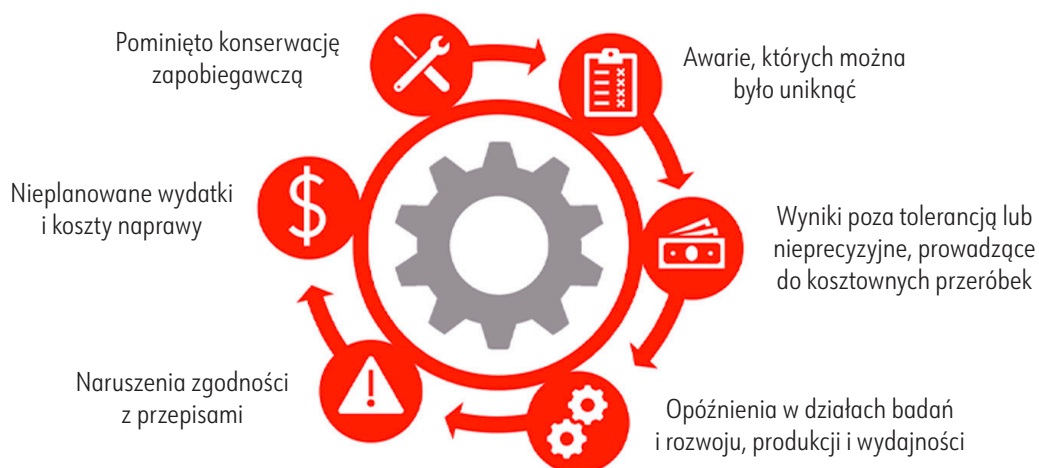 Pominięto konserwację
zapobiegawczą
Awarie, których można
było uniknąć
Wyniki poza tolerancją lub
nieprecyzyjne, prowadzące
do kosztownych przeróbek
Opóźnienia w działach badań
i rozwoju, produkcji i wydajności
Naruszenia zgodności
z przepisami
Nieplanowane wydatki
i koszty naprawy
$